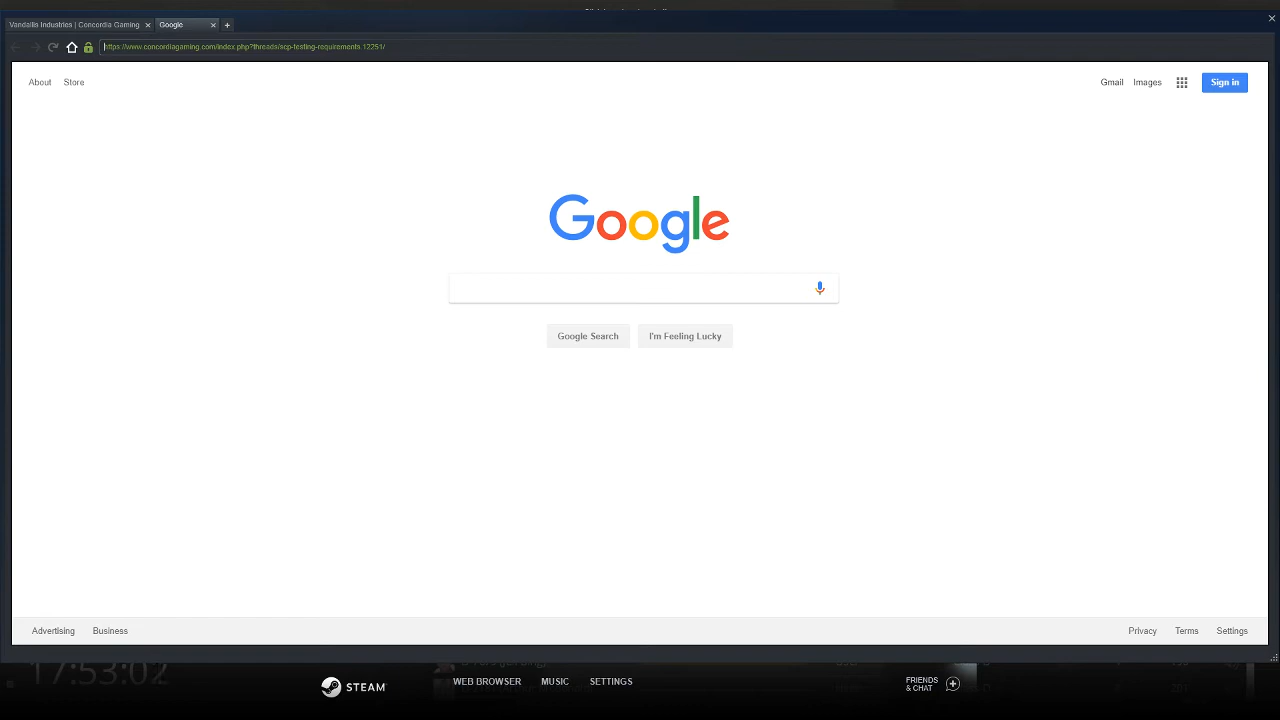 Vandallis Industries | Concordia Gaming
Google
https://www.concordiagaming.com/index.php?threads/scp-testing-requirements.12251/
About Store
Gmail Images Sign in
Google
Google Search I'm Feeling Lucky
Advertising Business
Privacy Terms Settings
17:53:02
STEAM
WEB BROWSER MUSIC SETTINGS
FRIENDS
& CHAT